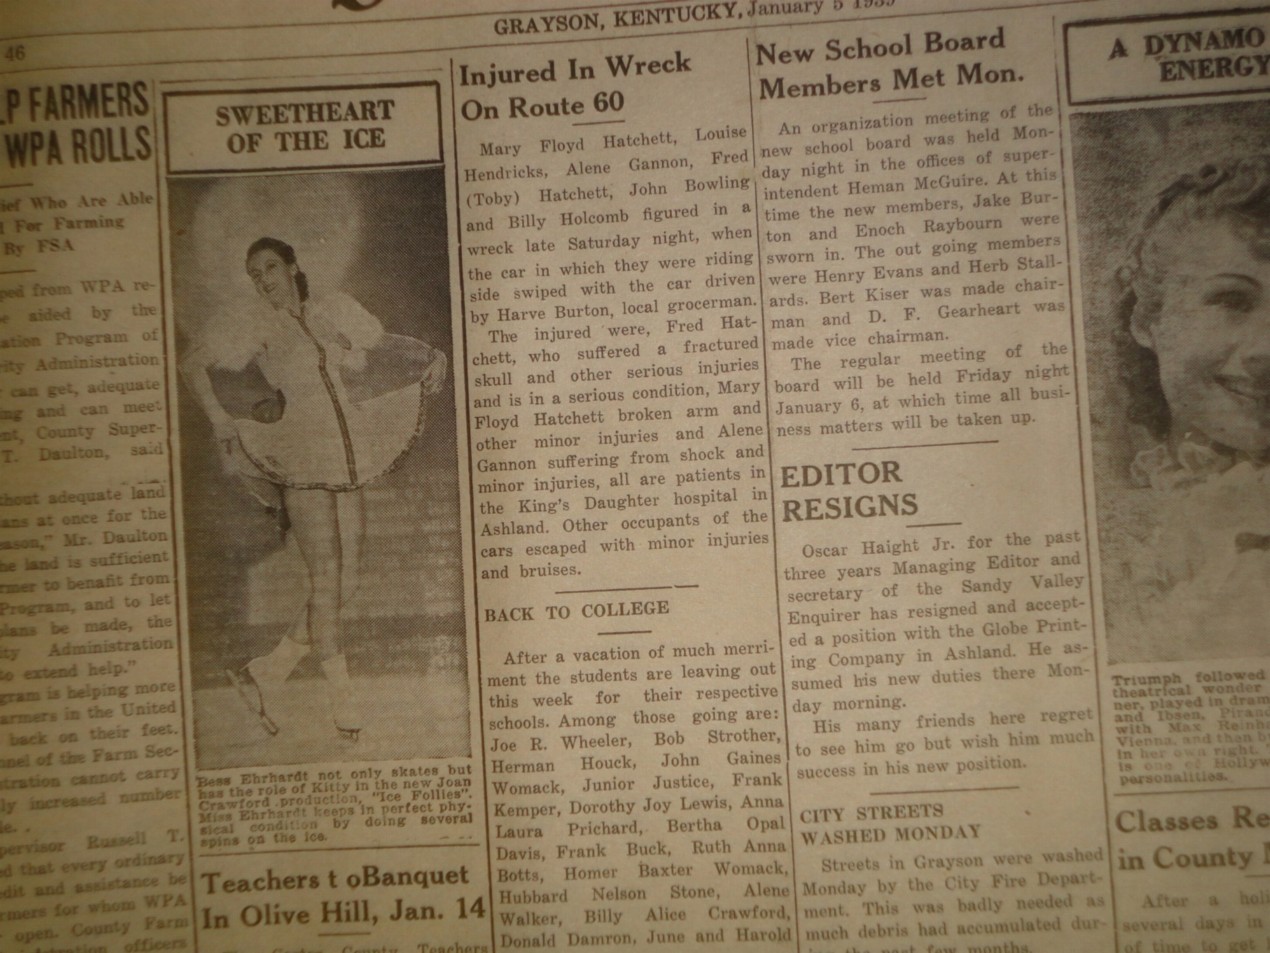 GRAYSON, KENTUCKY, January 5 1939
46
LP FARMERS
WPA ROLLS
ief Who Are Able
For Farming
By FSA
ped from WPA re-
aided by the
ation Program of
ity Administration
can get, adequate
ing and can meet
nt, County Super-
T. Daulton, said
thout adequate land
ans at once for the
eason," Mr. Daulton
he land is sufficient
rmer to benefit from
Program, and to let
plans be made, the
ity Administration
to extend help."
gram is helping more
armers in the United
back on their feet.
nnel of the Farm Sec-
stration cannot carry
ly increased number
le.
pervisor Russell T.
ed that every ordinary
dit and assistance be
rmers for whom WPA
open. County Farm
officers
SWEETHEART
OF THE ICE
Bess Ehrhardt not only skates but
has the role of Kitty in the new Joan
Crawford production, "Ice Follies".
Miss Ehrhardt keeps in perfect phy-
sical condition by doing several
spins on the ice.
Teachers t oBanquet
In Olive Hill, Jan. 14
County Teachers
Injured In Wreck
On Route 60
Mary Floyd Hatchett, Louise
Hendricks, Alene Gannon, Fred
(Toby) Hatchett, John Bowling
and Billy Holcomb figured in a
wreck late Saturday night, when
the car in which they were riding
side swiped with the car driven
by Harve Burton, local grocerman.
The injured were, Fred Hat-
chett, who suffered a fractured
skull and other serious injuries
and is in a serious condition, Mary
Floyd Hatchett broken arm and
other minor injuries and Alene
Gannon suffering from shock and
minor injuries, all are patients in
the King's Daughter hospital in
Ashland. Other occupants of the
cars escaped with minor injuries
and bruises.
BACK TO COLLEGE
After a vacation of much merri-
ment the students are leaving out
this week for their respective
schools. Among those going are:
Joe R. Wheeler, Bob Strother,
Herman Houck, John Gaines
Womack, Junior Justice, Frank
Kemper, Dorothy Joy Lewis, Anna
Laura Prichard, Bertha Opal
Davis, Frank Buck, Ruth Anna
Botts, Homer Baxter Womack,
Hubbard Nelson Stone, Alene
Walker, Billy Alice Crawford,
Donald Damron, June and Harold
New School Board
Members Met Mon.
An organization meeting of the
new school board was held Mon-
day night in the offices of super-
intendent Heman McGuire. At this
time the new members, Jake Bur-
ton and Enoch Raybourn were
sworn in. The out going members
were Henry Evans and Herb Stall-
ards. Bert Kiser was made chair-
man and D. F. Gearheart was
made vice chairman.
The regular meeting of the
board will be held Friday night
January 6, at which time all busi-
ness matters will be taken up.
EDITOR
RESIGNS
Oscar Haight Jr. for the past
three years Managing Editor and
secretary of the Sandy Valley
Enquirer has resigned and accept-
ed a position with the Globe Print-
ing Company in Ashland. He as-
sumed his new duties there Mon-
day morning.
His many friends here regret
to see him go but wish him much
success in his new position.
CITY STREETS
WASHED MONDAY
Streets in Grayson were washed
Monday by the City Fire Depart-
ment. This was badly needed as
much debris had accumulated dur-
ing the past few months.
A DYNAMO
ENERGY
Triumph followed
theatrical wonder
ner, played in dram
and Ibsen, Piran
with Max Reinh
Vienna, and then b
in her own right.
is one of Hollyw
personalities.
Classes Re
in County
After a holi
several days in
of time to get